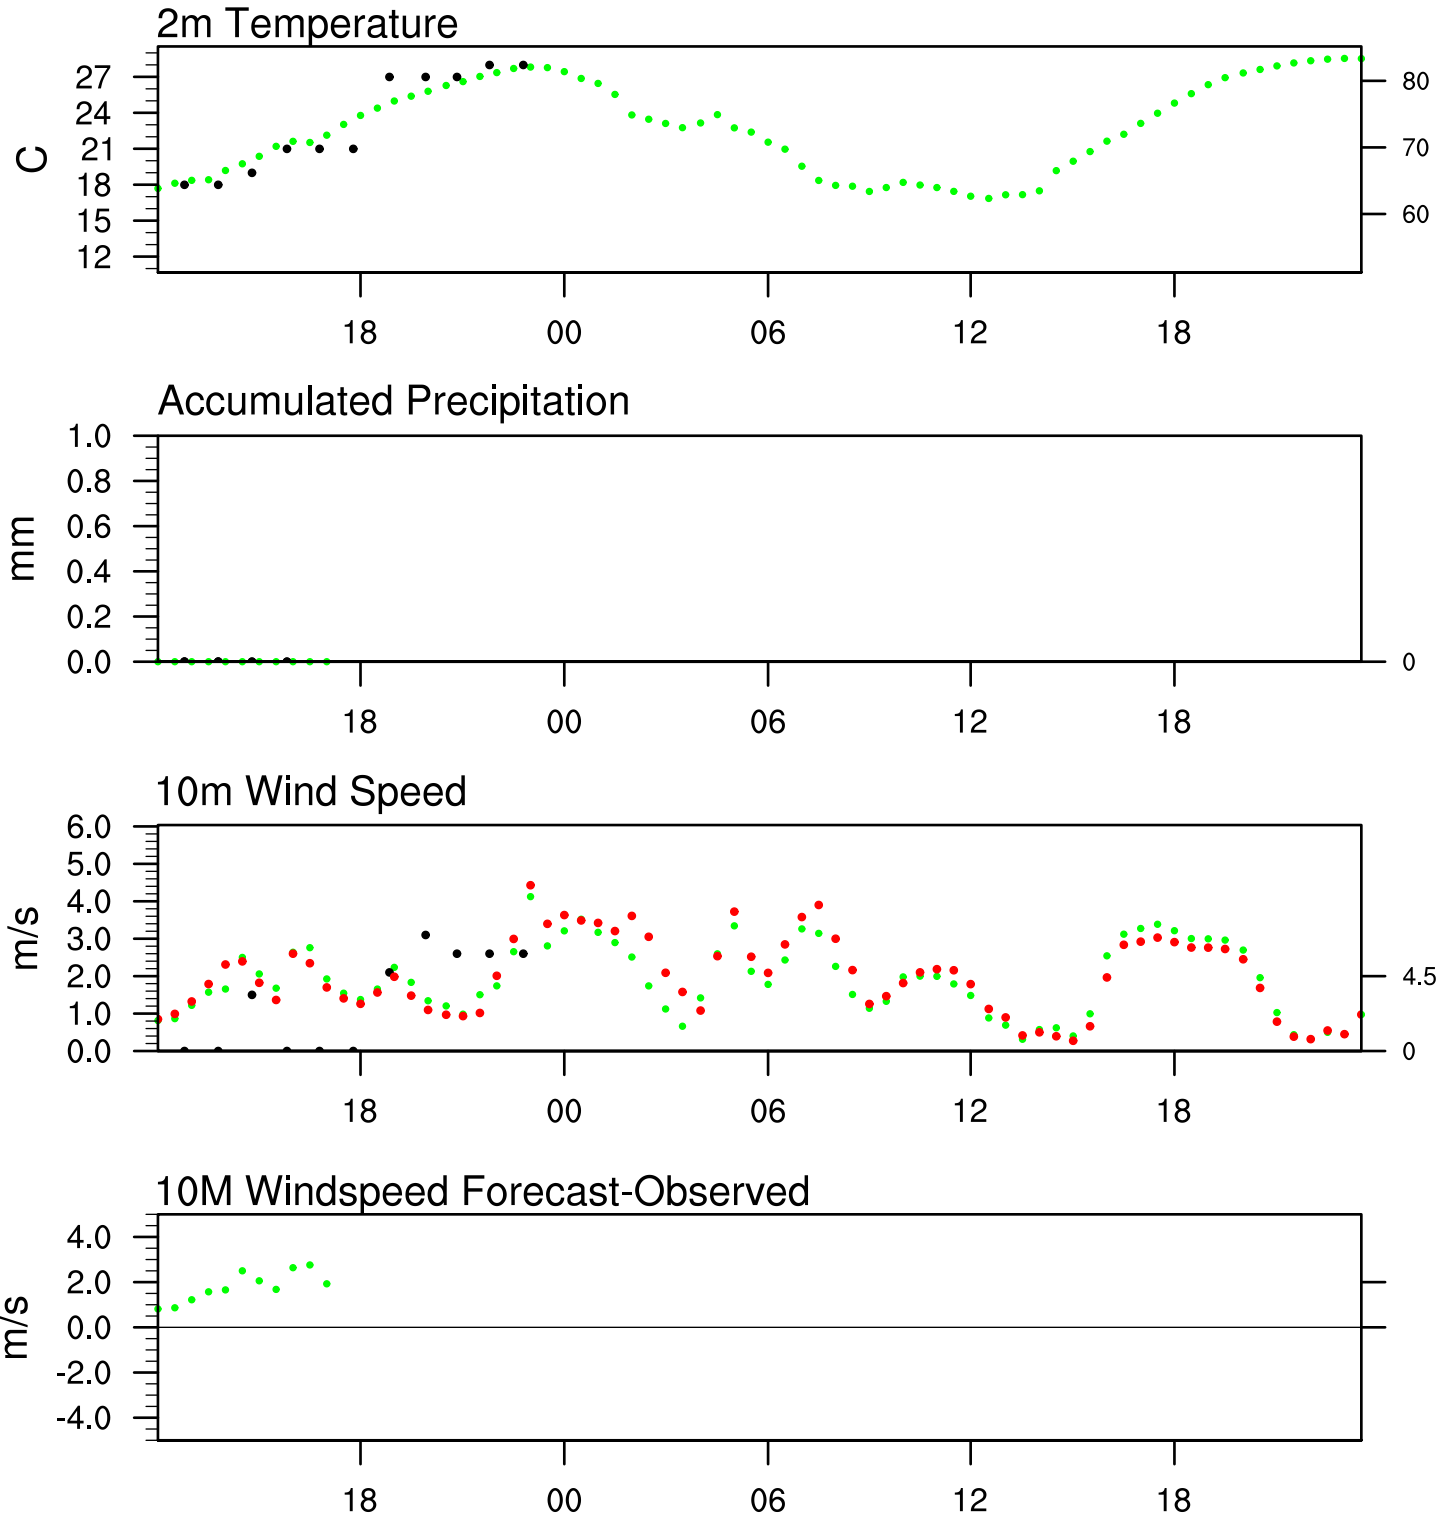 2m Temperature
27
24
21
18
15
12
C
80
70
60
18 00 06 12 18
Accumulated Precipitation
1.0
0.8
0.6
0.4
0.2
0.0
mm
0
18 00 06 12 18
10m Wind Speed
6.0
5.0
4.0
3.0
2.0
1.0
0.0
m/s
4.5
0
18 00 06 12 18
10M Windspeed Forecast-Observed
4.0
2.0
0.0
-2.0
-4.0
m/s
18 00 06 12 18